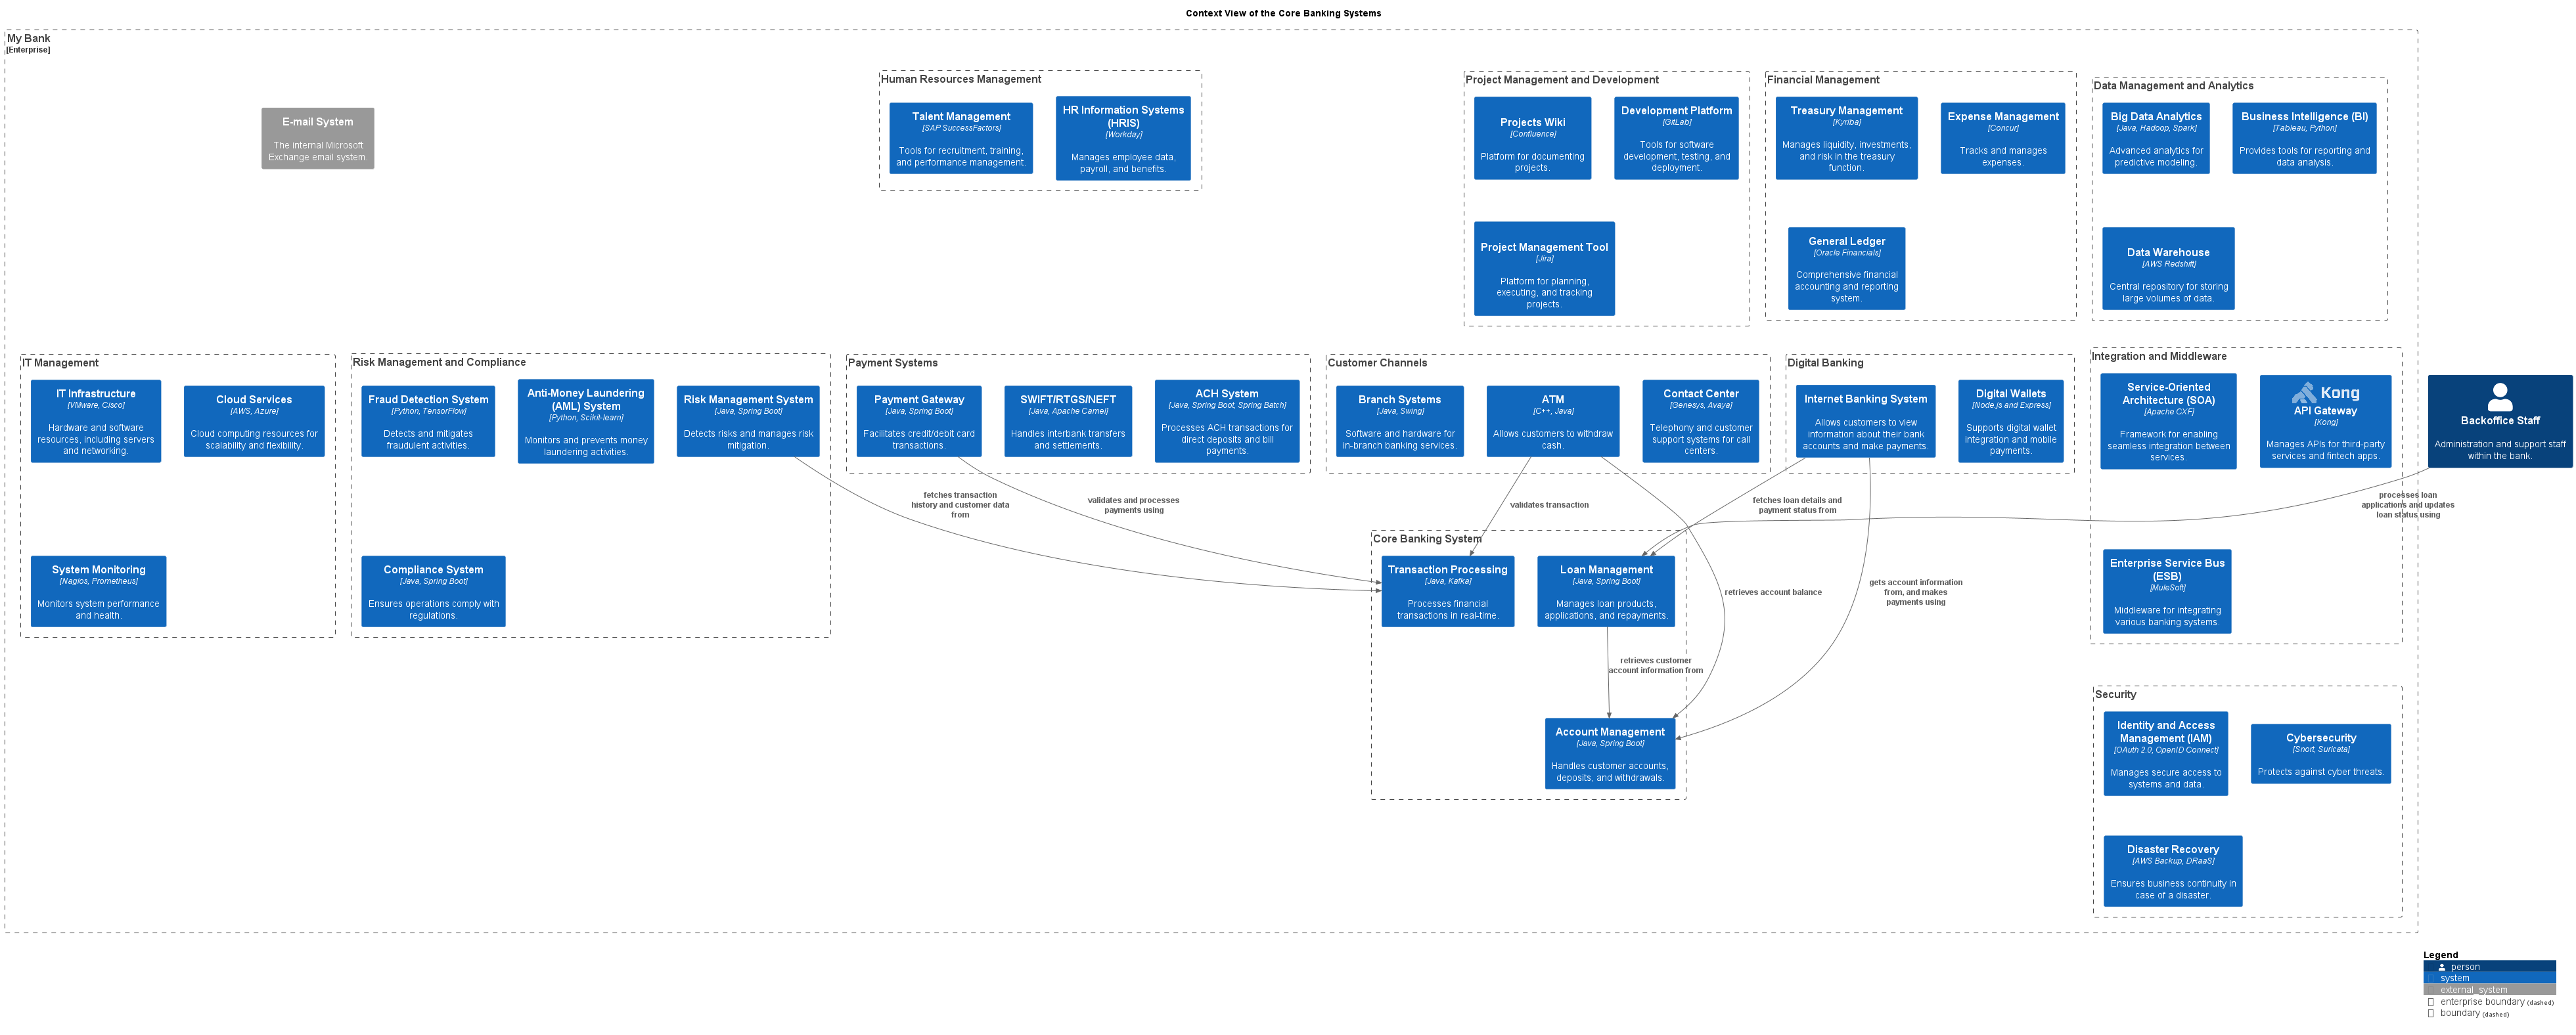 Context View of the Core Banking Systems
My Bank
[Enterprise]
E-mail System
The internal Microsoft
Exchange email system.
Human Resources Management
Talent Management
[SAP SuccessFactors]
Tools for recruitment, training,
and performance management.
HR Information Systems
(HRIS)
[Workday]
Manages employee data,
payroll, and benefits.
Project Management and Development
Projects Wiki
[Confluence]
Platform for documenting
projects.
Development Platform
[GitLab]
Tools for software
development, testing, and
deployment.
Project Management Tool
[Jira]
Platform for planning,
executing, and tracking
projects.
Financial Management
Treasury Management
[Kyriba]
Manages liquidity, investments,
and risk in the treasury
function.
Expense Management
[Concur]
Tracks and manages
expenses.
General Ledger
[Oracle Financials]
Comprehensive financial
accounting and reporting
system.
Data Management and Analytics
Big Data Analytics
[Java, Hadoop, Spark]
Advanced analytics for
predictive modeling.
Business Intelligence (BI)
[Tableau, Python]
Provides tools for reporting and
data analysis.
Data Warehouse
[AWS Redshift]
Central repository for storing
large volumes of data.
IT Management
IT Infrastructure
[VMware, Cisco]
Hardware and software
resources, including servers
and networking.
Cloud Services
[AWS, Azure]
Cloud computing resources for
scalability and flexibility.
System Monitoring
[Nagios, Prometheus]
Monitors system performance
and health.
Risk Management and Compliance
Fraud Detection System
[Python, TensorFlow]
Detects and mitigates
fraudulent activities.
Anti-Money Laundering
(AML) System
[Python, Scikit-learn]
Monitors and prevents money
laundering activities.
Risk Management System
[Java, Spring Boot]
Detects risks and manages risk
mitigation.
Compliance System
[Java, Spring Boot]
Ensures operations comply with
regulations.
Payment Systems
Payment Gateway
[Java, Spring Boot]
Facilitates credit/debit card
transactions.
SWIFT/RTGS/NEFT
[Java, Apache Camel]
Handles interbank transfers
and settlements.
ACH System
[Java, Spring Boot, Spring Batch]
Processes ACH transactions for
direct deposits and bill
payments.
Customer Channels
Branch Systems
[Java, Swing]
Software and hardware for
in-branch banking services.
ATM
[C++, Java]
Allows customers to withdraw
cash.
Contact Center
[Genesys, Avaya]
Telephony and customer
support systems for call
centers.
Digital Banking
Internet Banking System
Allows customers to view
information about their bank
accounts and make payments.
Digital Wallets
[Node.js and Express]
Supports digital wallet
integration and mobile
payments.
Integration and Middleware
Service-Oriented
Architecture (SOA)
[Apache CXF]
Framework for enabling
seamless integration between
services.
Kong
API Gateway
[Kong]
Manages APIs for third-party
services and fintech apps.
Enterprise Service Bus
(ESB)
[MuleSoft]
Middleware for integrating
various banking systems.
Backoffice Staff
Administration and support staff
within the bank.
fetches transaction
history and customer data
from
validates and processes
payments using
validates transaction
fetches loan details and
payment status from
processes loan
applications and updates
loan status using
Core Banking System
Transaction Processing
[Java, Kafka]
Processes financial
transactions in real-time.
Loan Management
[Java, Spring Boot]
Manages loan products,
applications, and repayments.
retrieves account balance
gets account information
from, and makes
payments using
retrieves customer
account information from
Account Management
[Java, Spring Boot]
Handles customer accounts,
deposits, and withdrawals.
Security
Identity and Access
Management (IAM)
[OAuth 2.0, OpenID Connect]
Manages secure access to
systems and data.
Cybersecurity
[Snort, Suricata]
Protects against cyber threats.
Disaster Recovery
[AWS Backup, DRaaS]
Ensures business continuity in
case of a disaster.
Legend
person
system
external_system
enterprise boundary (dashed)
boundary (dashed)